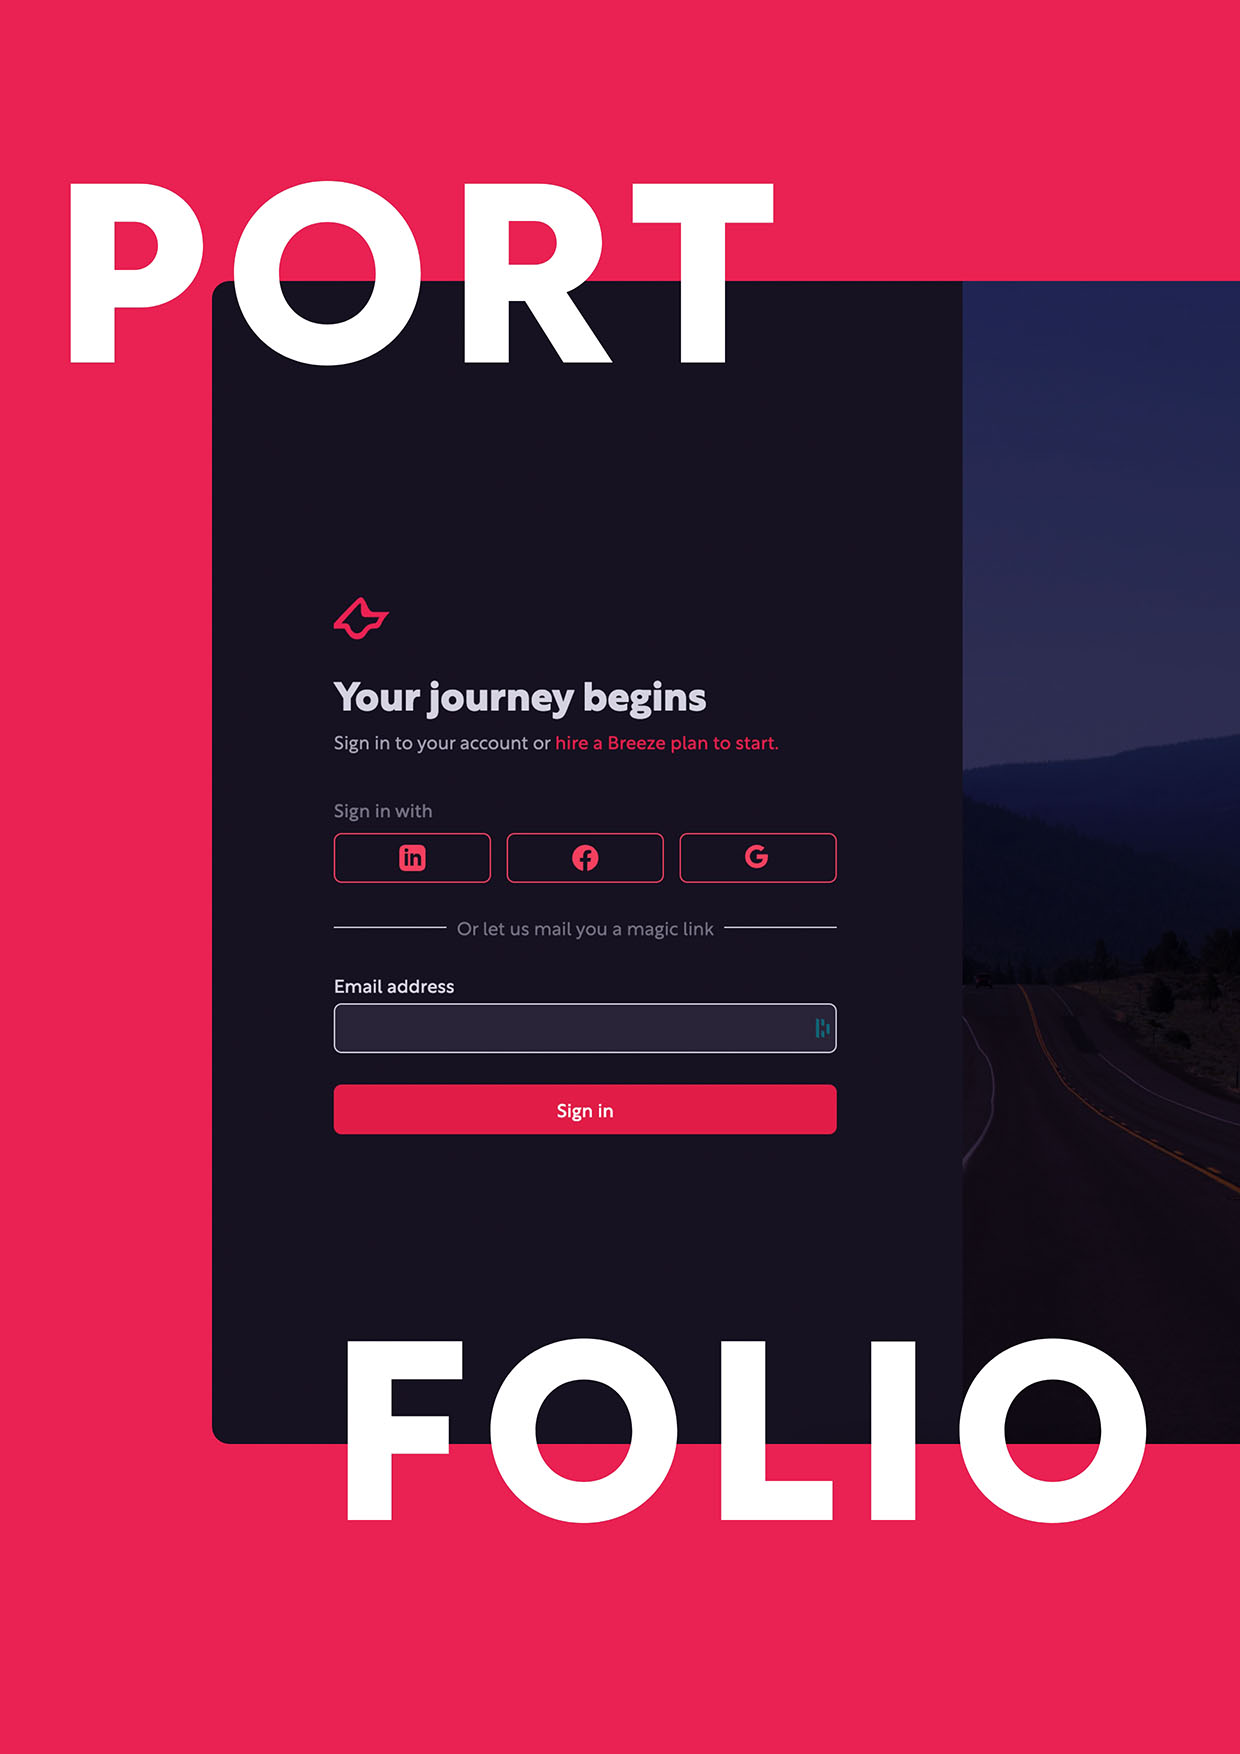 PORT
Your journey begins
Sign in to your account or hire a Breeze plan to start.
Sign in with
in f G
Or let us mail you a magic link
Email address
Sign in
FOLIO